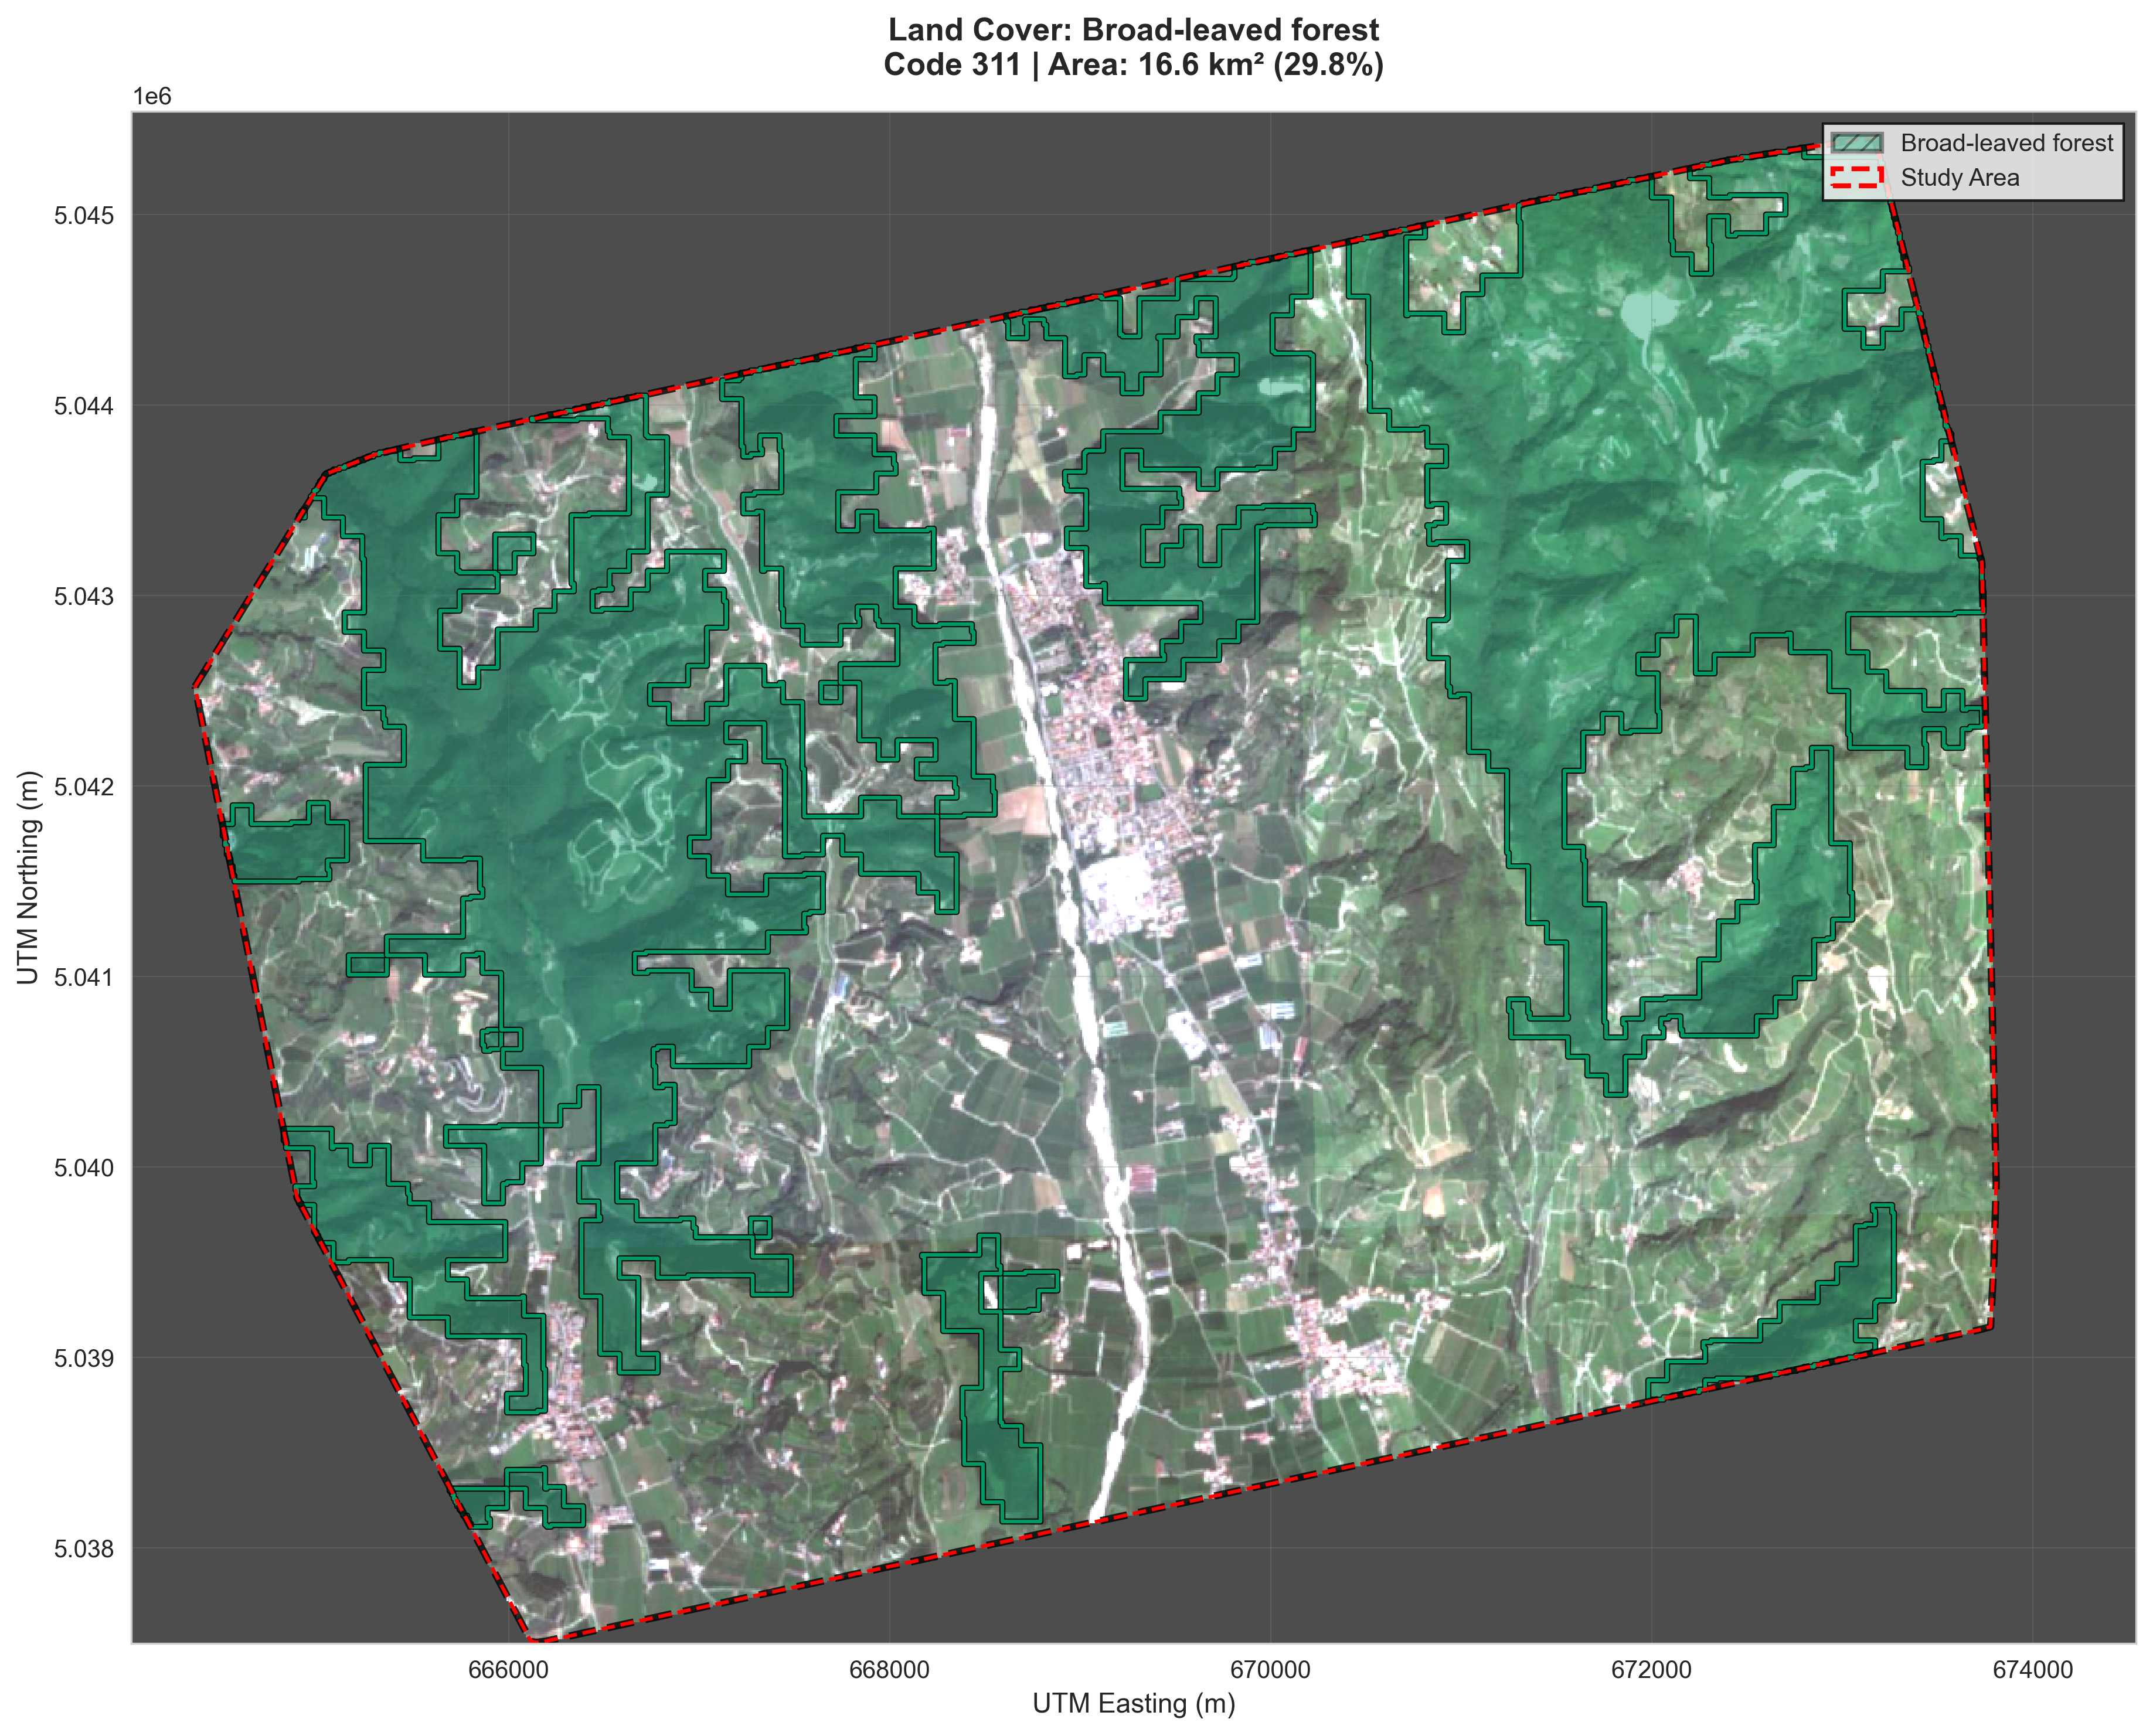 Land Cover: Broad-leaved forest
Code 311 | Area: 16.6 km² (29.8%)
1e6
Broad-leaved forest
Study Area
5.045
5.044
5.043
5.042
5.041
5.040
5.039
5.038
UTM Northing (m)
666000 668000 670000 672000 674000
UTM Easting (m)